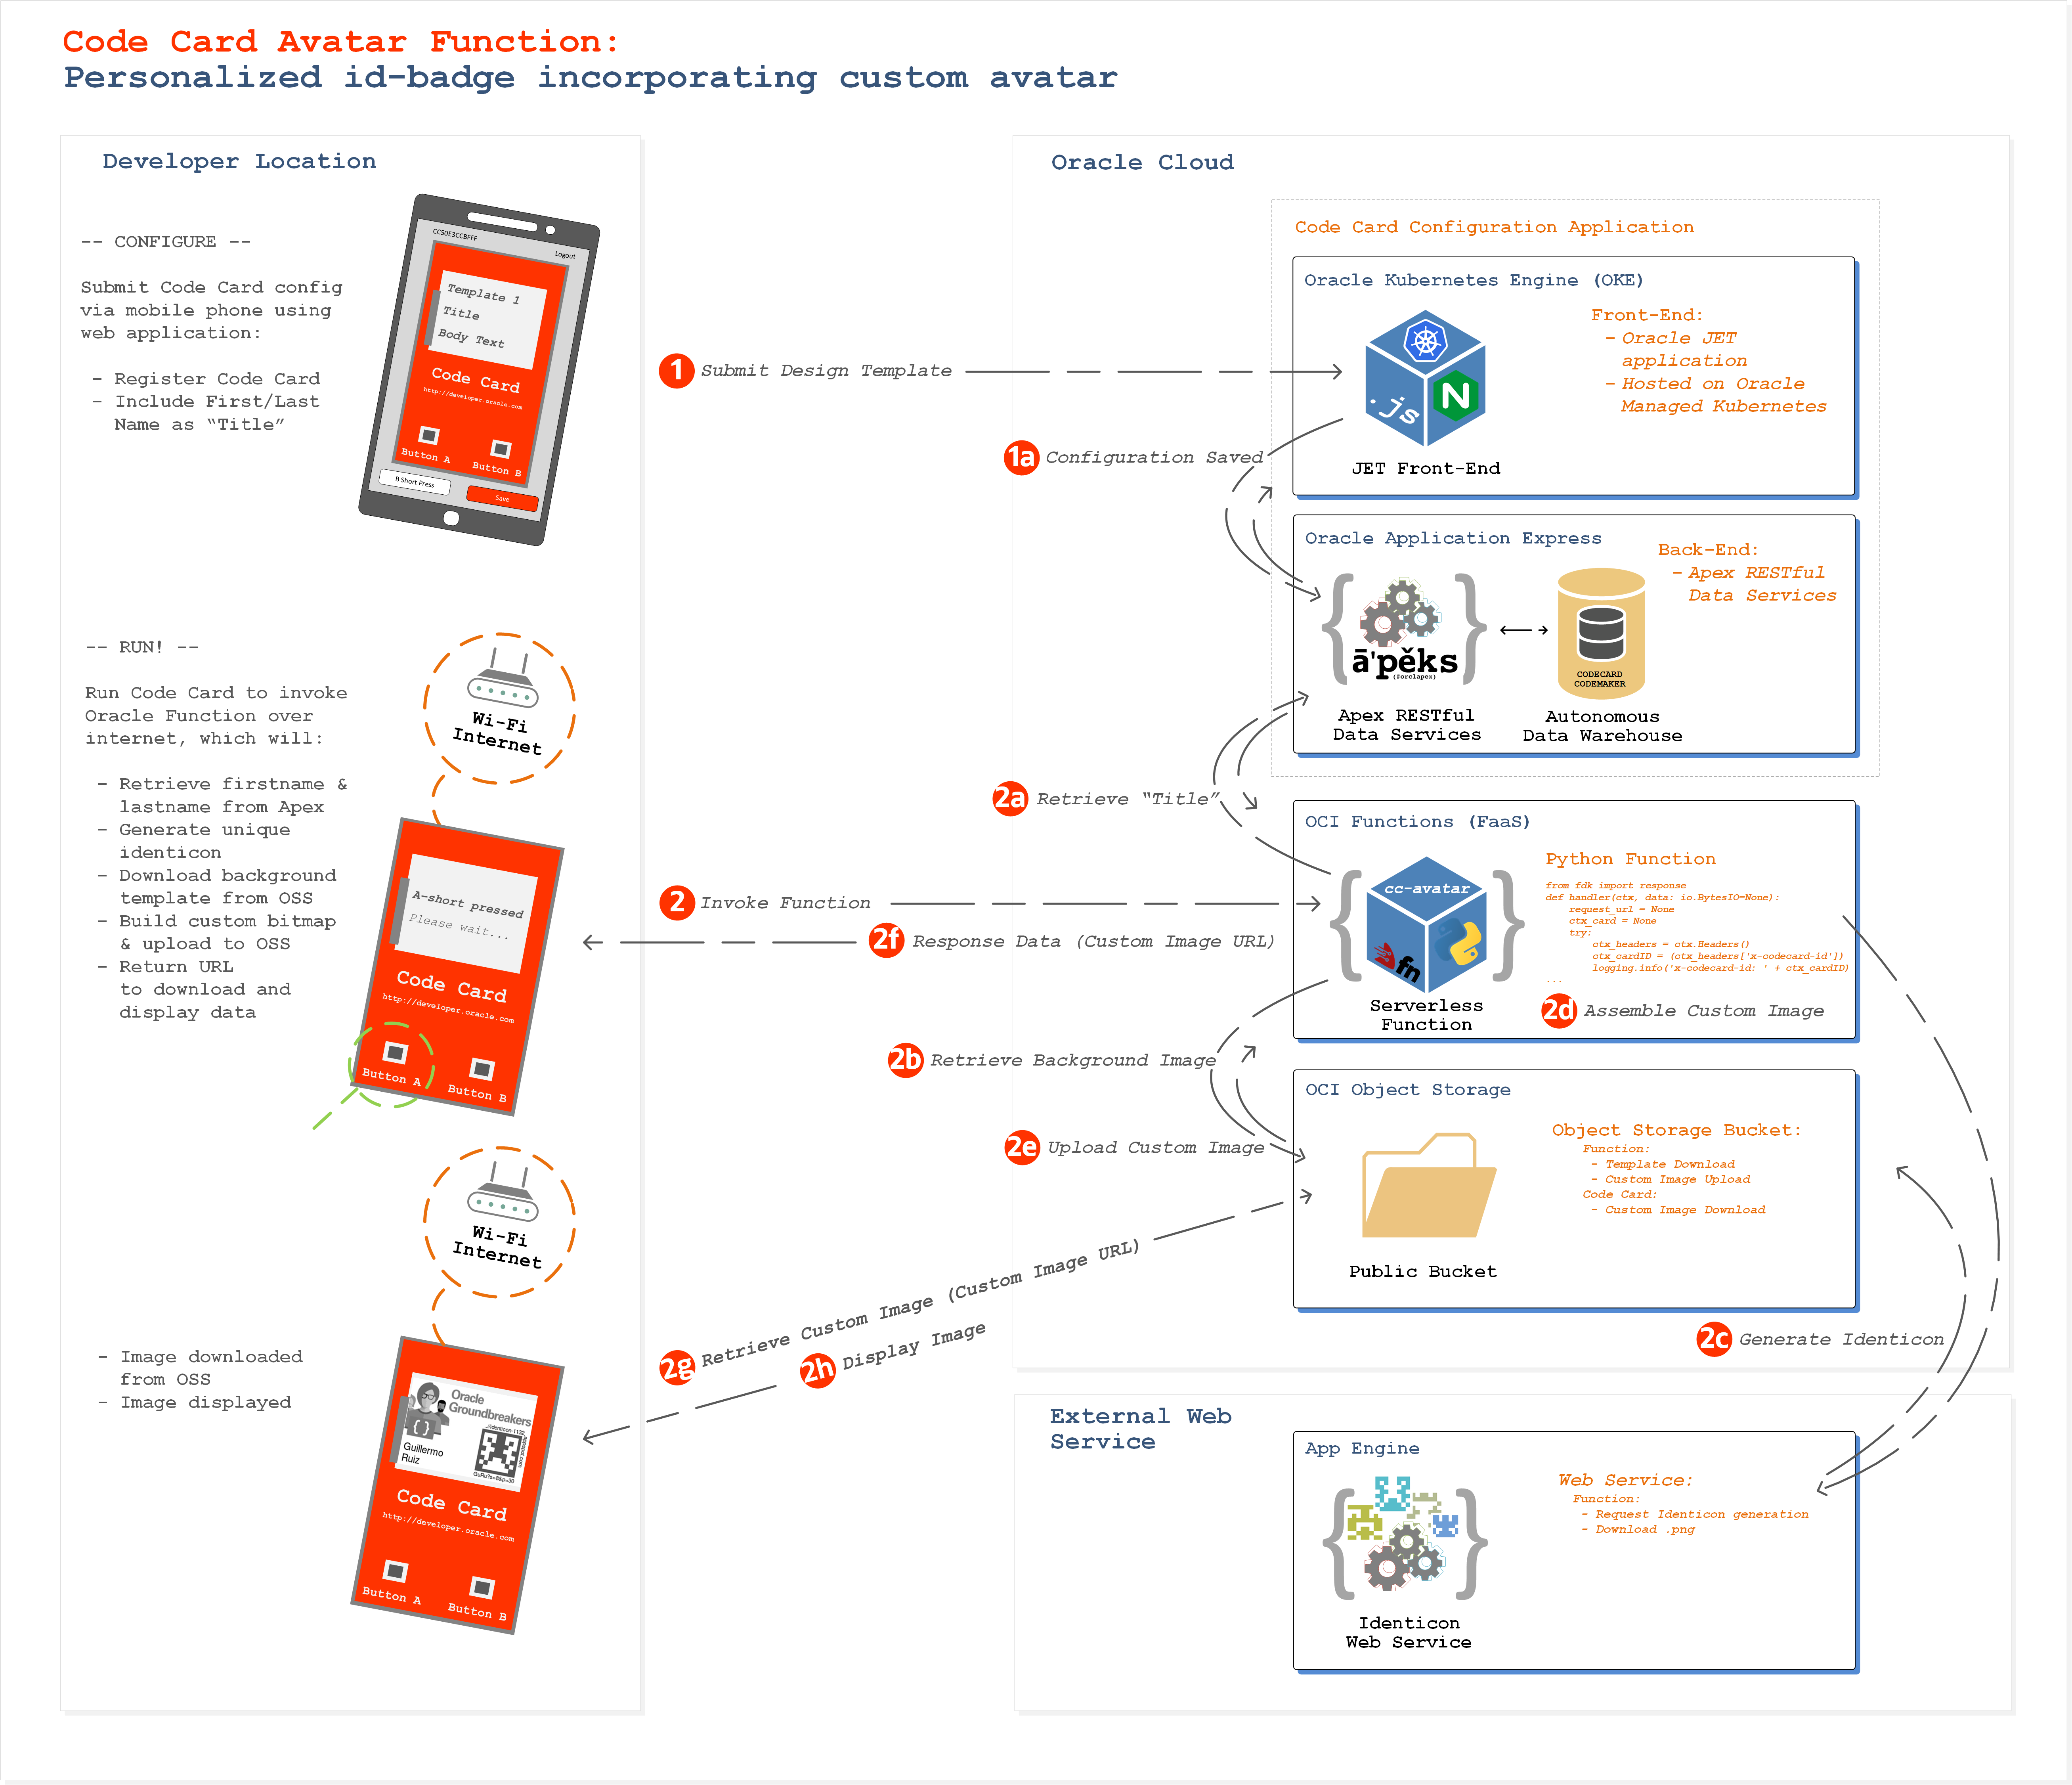 Code Card Avatar Function:
Personalized id-badge incorporating custom avatar
Developer Location
-- CONFIGURE --
Submit Code Card config
via mobile phone using
web application:
- Register Code Card
- Include First/Last
Name as “Title”
CC50E3CCBFFF
Logout
Template 1
Title
Body Text
Code Card
http://developer.oracle.com
Button A
Button B
B Short Press
Save
-- RUN! --
Run Code Card to invoke
Oracle Function over
internet, which will:
- Retrieve firstname &
lastname from Apex
- Generate unique
identicon
- Download background
template from OSS
- Build custom bitmap
& upload to OSS
- Return URL
to download and
display data
Wi-Fi
Internet
A-short pressed
Please wait...
Code Card
http://developer.oracle.com
Button A
Button B
Wi-Fi
Internet
- Image downloaded
from OSS
- Image displayed
Oracle
Groundbreakers
{}
Guillermo
Ruiz
GuRu?s=8&p=30
Code Card
http://developer.oracle.com
Button A
Button B
1 Submit Design Template
1a Configuration Saved
2a Retrieve “Title”
2 Invoke Function
2f Response Data (Custom Image URL)
2b Retrieve Background Image
2e Upload Custom Image
2g Retrieve Custom Image (Custom Image URL)
2h Display Image
Oracle Cloud
Code Card Configuration Application
Oracle Kubernetes Engine (OKE)
.js
N
JET Front-End
Front-End:
- Oracle JET
application
- Hosted on Oracle
Managed Kubernetes
Oracle Application Express
{ }
ā'pěks
(#orclapex)
Apex RESTful
Data Services
CODECARD
CODEMAKER
Autonomous
Data Warehouse
Back-End:
- Apex RESTful
Data Services
OCI Functions (FaaS)
{ }
cc-avatar
fn
Serverless
Function
Python Function
from fdk import response
def handler(ctx, data: io.BytesIO=None):
request_url = None
ctx_card = None
try:
ctx_headers = ctx.Headers()
ctx_cardID = (ctx_headers['x-codecard-id'])
logging.info('x-codecard-id: ' + ctx_cardID)
...
2d Assemble Custom Image
OCI Object Storage
Public Bucket
Object Storage Bucket:
Function:
- Template Download
- Custom Image Upload
Code Card:
- Custom Image Download
2c Generate Identicon
External Web
Service
App Engine
{ }
Identicon
Web Service
Web Service:
Function:
- Request Identicon generation
- Download .png